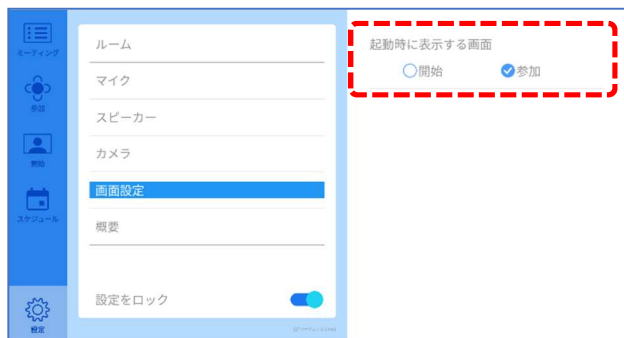 ミーティング
参加
開始
スケジュール
設定
ルーム
マイク
スピーカー
カメラ
画面設定
概要
設定をロック
起動時に表示する画面
開始
参加